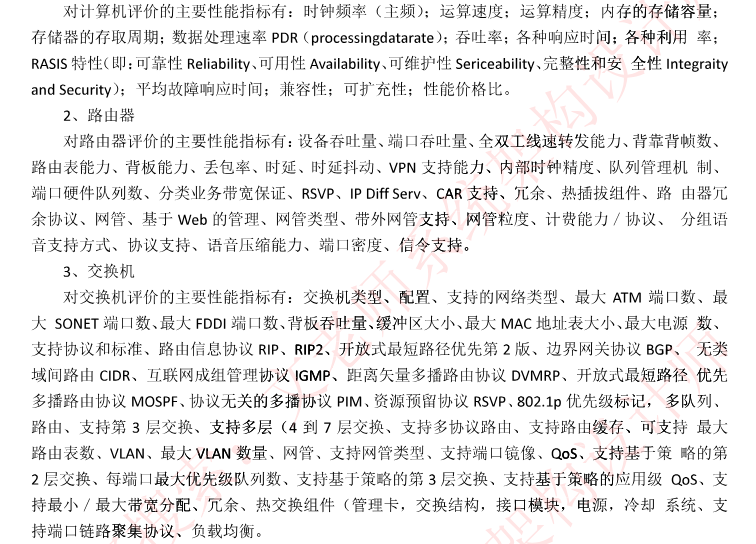 对计算机评价的主要性能指标有：时钟频率（主频）；运算速度；运算精度；内存的存储容量；
存储器的存取周期；数据处理速率 PDR（processingdatarate）；吞吐率；各种响应时间；各种利用 率；
RASIS 特性（即：可靠性 Reliability、可用性 Availability、可维护性 Sericeability、完整性和安 全性 Integraity
and Security）；平均故障响应时间；兼容性；可扩充性；性能价格比。
2、路由器
对路由器评价的主要性能指标有：设备吞吐量、端口吞吐量、全双工线速转发能力、背靠背帧数、
路由表能力、背板能力、丢包率、时延、时延抖动、VPN 支持能力、内部时钟精度、队列管理机 制、
端口硬件队列数、分类业务带宽保证、RSVP、IP Diff Serv、CAR 支持、冗余、热插拔组件、路 由器冗
余协议、网管、基于 Web 的管理、网管类型、带外网管支持、网管粒度、计费能力／协议、 分组语
音支持方式、协议支持、语音压缩能力、端口密度、信令支持。
3、交换机
对交换机评价的主要性能指标有：交换机类型、配置、支持的网络类型、最大 ATM 端口数、最
大 SONET 端口数、最大 FDDI 端口数、背板吞吐量、缓冲区大小、最大 MAC 地址表大小、最大电源 数、
支持协议和标准、路由信息协议 RIP、RIP2、开放式最短路径优先第 2 版、边界网关协议 BGP、 无类
域间路由 CIDR、互联网成组管理协议 IGMP、距离矢量多播路由协议 DVMRP、开放式最短路径 优先
多播路由协议 MOSPF、协议无关的多播协议 PIM、资源预留协议 RSVP、802.1p 优先级标记，多队列、
路由、支持第 3 层交换、支持多层（4 到 7 层交换、支持多协议路由、支持路由缓存、可支持 最大
路由表数、VLAN、最大 VLAN 数量、网管、支持网管类型、支持端口镜像、QoS、支持基于策 略的第
2 层交换、每端口最大优先级队列数、支持基于策略的第 3 层交换、支持基于策略的应用级 QoS、支
持最小／最大带宽分配、冗余、热交换组件（管理卡，交换结构，接口模块，电源，冷却 系统、支
持端口链路聚集协议、负载均衡。